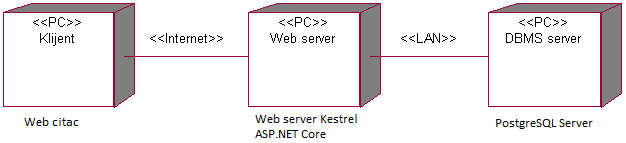 <<PC>>
Klijent
<<Internet>>
<<PC>>
Web server
<<LAN>>
<<PC>>
DBMS server
Web citac
Web server Kestrel
ASP.NET Core
PostgreSQL Server